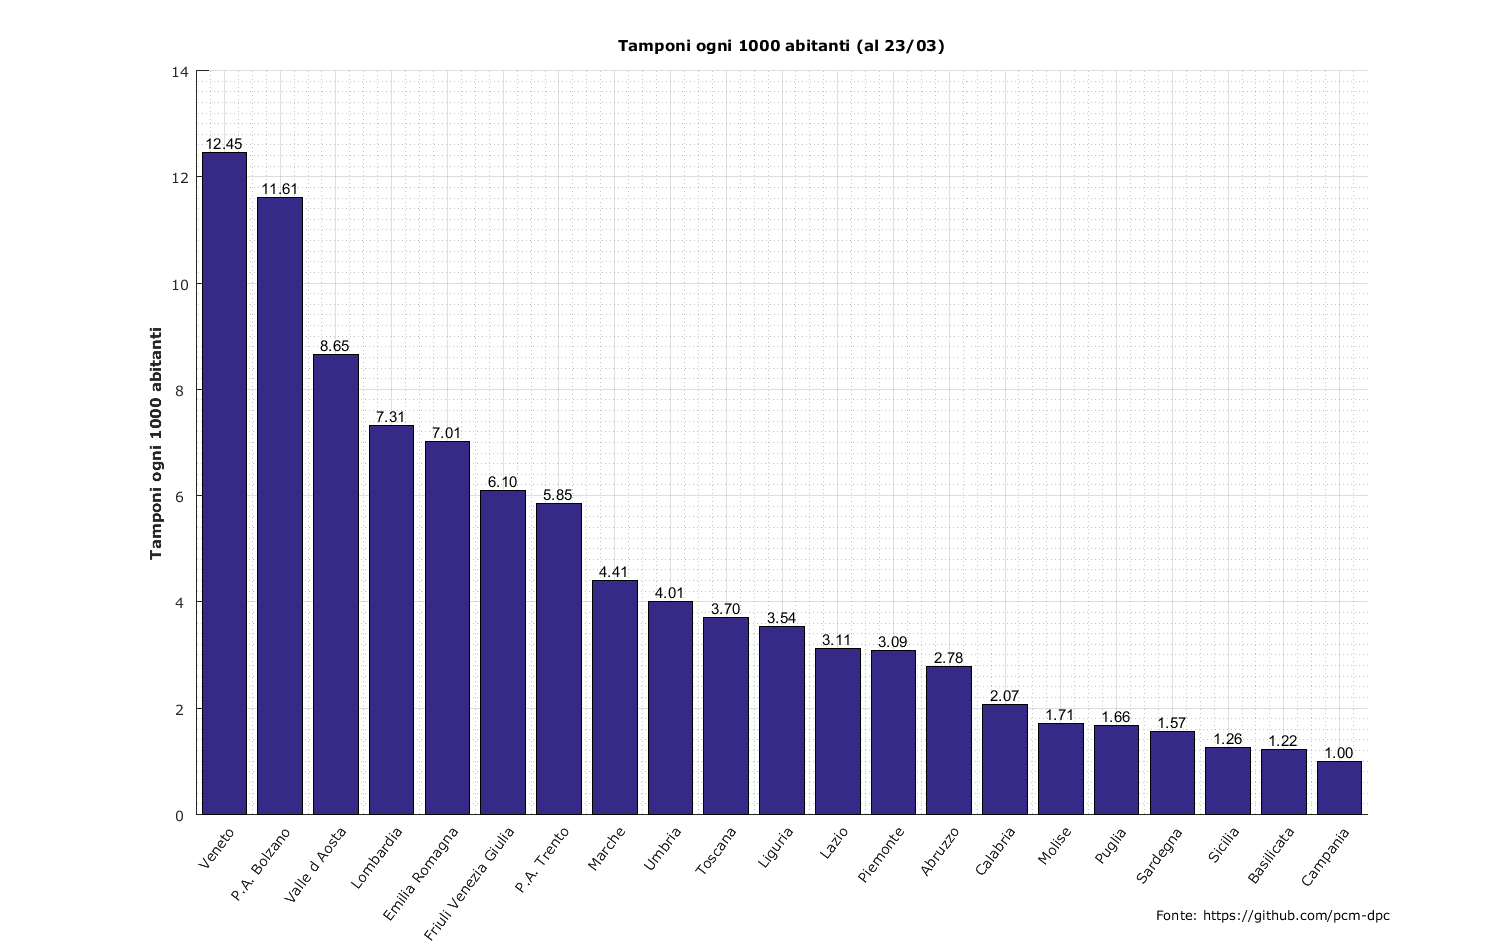 Tamponi ogni 1000 abitanti (al 23/03)
Tamponi ogni 1000 abitanti
14
12
10
8
6
4
2
0
12.45
11.61
8.65
7.31
7.01
6.10
5.85
4.41
4.01
3.70
3.54
3.11
3.09
2.78
2.07
1.71
1.66
1.57
1.26
1.22
1.00
Veneto
P.A. Bolzano
Valle d Aosta
Lombardia
Emilia Romagna
Friuli Venezia Giulia
P.A. Trento
Marche
Umbria
Toscana
Liguria
Lazio
Piemonte
Abruzzo
Calabria
Molise
Puglia
Sardegna
Sicilia
Basilicata
Campania
Fonte: https://github.com/pcm-dpc